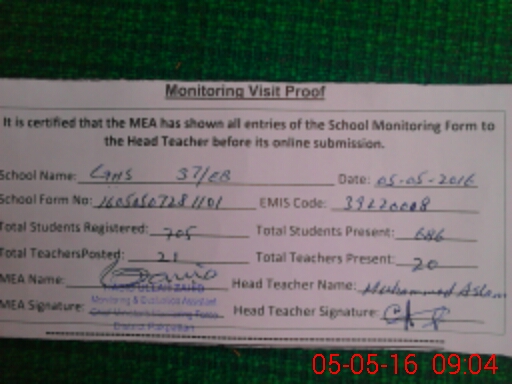 Monitoring Visit Proof
It is certified that the MEA has shown all entries of the School Monitoring Form to
the Head Teacher before its online submission.
School Name: GHS 37/EB Date: 05-05-2016
School Form No: EMIS Code:
Total Students Registered: 705 Total Students Present: 686
Total TeachersPosted: 21 Total Teachers Present: 20
MEA Name: Head Teacher Name: Muhammad Aslam
Monitoring & Evaluation Assistant
MEA Signature: Head Teacher Signature:
05-05-16 09:04